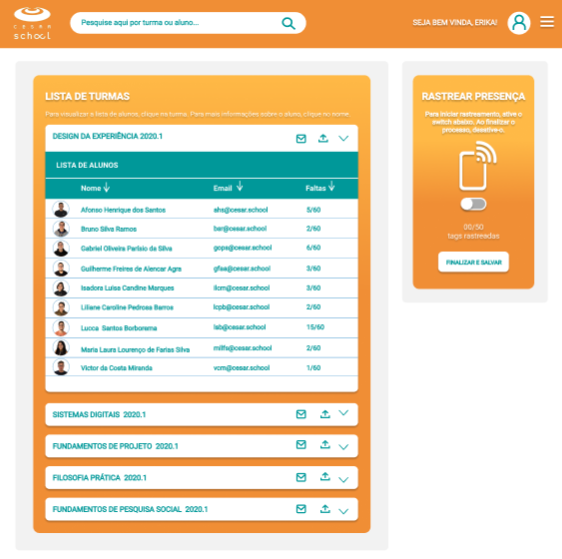 CESAR
school
Pesquise aqui por turma ou aluno...
SEJA BEM VINDA, ERIKA!
LISTA DE TURMAS
Para visualizar a lista de alunos, clique na turma. Para mais informações sobre o aluno, clique no nome.
DESIGN DA EXPERIÊNCIA 2020.1
LISTA DE ALUNOS
Nome Email Faltas
Afonso Henrique dos Santos ahs@cesar.school 5/60
Bruno Silva Ramos bsr@cesar.school 2/60
Gabriel Oliveira Parísio da Silva gops@cesar.school 6/60
Guilherme Freires de Alencar Agra gfaa@cesar.school 3/60
Isadora Luisa Candine Marques ilcm@cesar.school 3/60
Liliane Caroline Pedrosa Barros lcpb@cesar.school 2/60
Lucca Santos Borborema lsb@cesar.school 15/60
Maria Laura Lourenço de Farias Silva mllfs@cesar.school 2/60
Victor da Costa Miranda vcm@cesar.school 1/60
SISTEMAS DIGITAIS 2020.1
FUNDAMENTOS DE PROJETO 2020.1
FILOSOFIA PRÁTICA 2020.1
FUNDAMENTOS DE PESQUISA SOCIAL 2020.1
RASTREAR PRESENÇA
Para iniciar rastreamento, ative o
switch abaixo. Ao finalizar o
processo, desative-o.
00/50
tags rastreadas
FINALIZAR E SALVAR